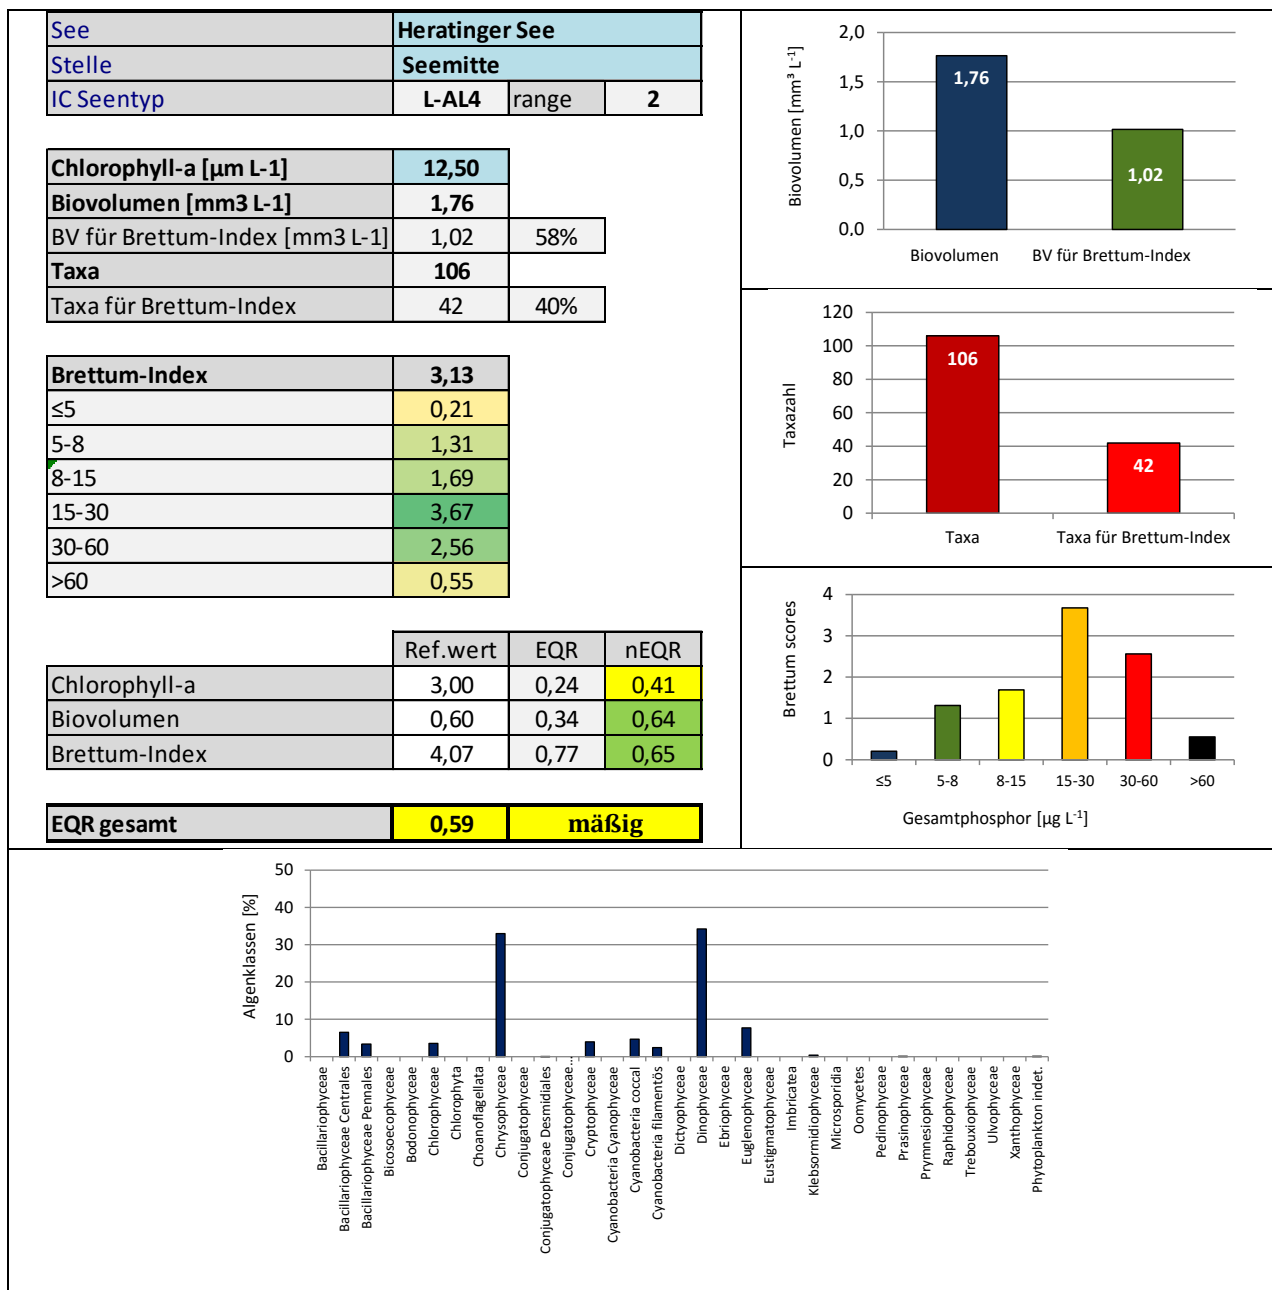 See Heratinger See
Stelle Seemitte
IC Seentyp L-AL4 range 2
Chlorophyll-a [µm L-1] 12,50
Biovolumen [mm3 L-1] 1,76
BV für Brettum-Index [mm3 L-1] 1,02 58%
Taxa 106
Taxa für Brettum-Index 42 40%
Brettum-Index 3,13
≤5 0,21
5-8 1,31
8-15 1,69
15-30 3,67
30-60 2,56
>60 0,55
Ref.wert EQR nEQR
Chlorophyll-a 3,00 0,24 0,41
Biovolumen 0,60 0,34 0,64
Brettum-Index 4,07 0,77 0,65
EQR gesamt 0,59 mäßig
Biovolumen [mm³ L-1]
2,0
1,5
1,0
0,5
0,0
1,76
1,02
Biovolumen BV für Brettum-Index
Taxazahl
120
100
80
60
40
20
0
106
42
Taxa Taxa für Brettum-Index
Brettum scores
4
3
2
1
0
≤5 5-8 8-15 15-30 30-60 >60
Gesamtphosphor [µg L-1]
Algenklassen [%]
50
40
30
20
10
0
Bacillariophyceae
Bacillariophyceae Centrales
Bacillariophyceae Pennales
Bicosoecophyceae
Bodonophyceae
Chlorophyceae
Chlorophyta
Choanoflagellata
Chrysophyceae
Conjugatophyceae
Conjugatophyceae Desmidiales
Conjugatophyceae...
Cryptophyceae
Cyanobacteria Cyanophyceae
Cyanobacteria coccal
Cyanobacteria filamentös
Dictyophyceae
Dinophyceae
Ebriophyceae
Euglenophyceae
Eustigmatophyceae
Imbricatea
Klebsormidiophyceae
Microsporidia
Oomycetes
Pedinophyceae
Prasinophyceae
Prymnesiophyceae
Raphidophyceae
Trebouxiophyceae
Ulvophyceae
Xanthophyceae
Phytoplankton indet.